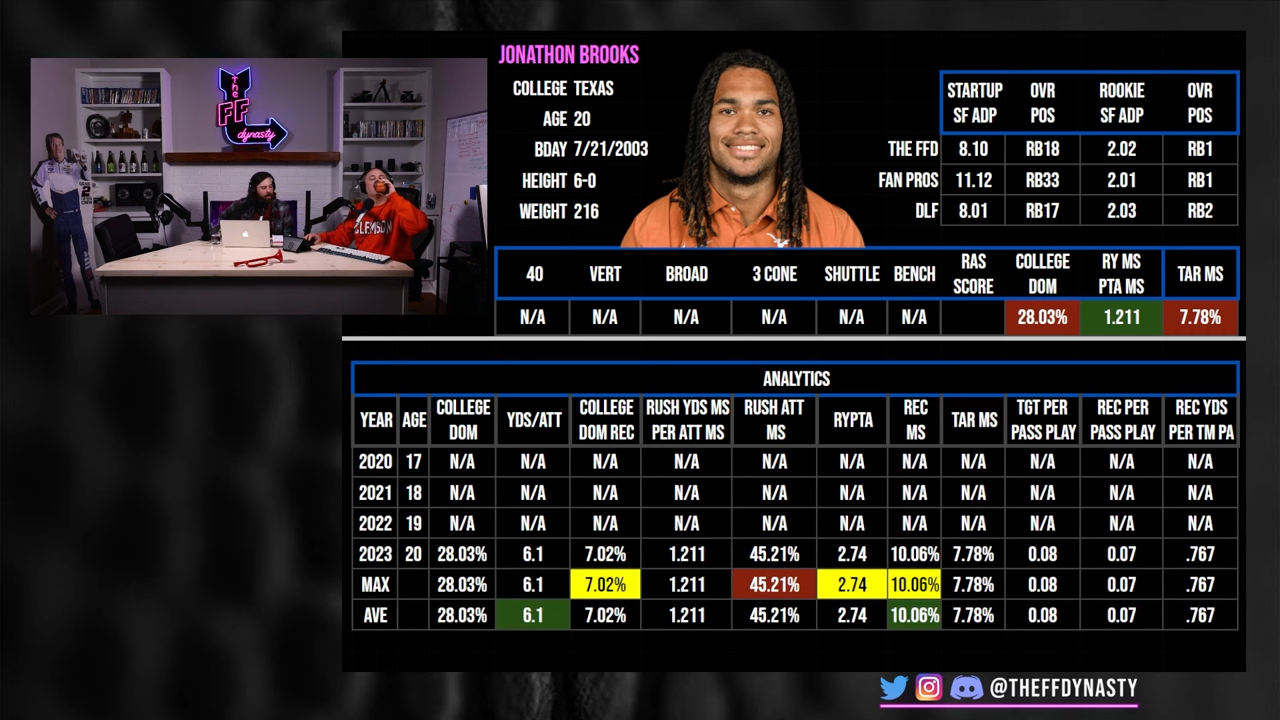 JONATHON BROOKS
COLLEGE TEXAS
AGE 20
BDAY 7/21/2003
HEIGHT 6-0
WEIGHT 216
The
FF
dynasty
CLEMSON
STARTUP SF ADP OVR POS ROOKIE SF ADP OVR POS
THE FFD 8.10 RB18 2.02 RB1
FAN PROS 11.12 RB33 2.01 RB1
DLF 8.01 RB17 2.03 RB2
40 VERT BROAD 3 CONE SHUTTLE BENCH RAS SCORE COLLEGE DOM RY MS PTA MS TAR MS
N/A N/A N/A N/A N/A N/A 28.03% 1.211 7.78%
ANALYTICS
YEAR AGE COLLEGE DOM YDS/ATT COLLEGE DOM REC RUSH YDS MS PER ATT MS RUSH ATT MS RYPTA REC MS TAR MS TGT PER PASS PLAY REC PER PASS PLAY REC YDS PER TM PA
2020 17 N/A N/A N/A N/A N/A N/A N/A N/A N/A N/A N/A
2021 18 N/A N/A N/A N/A N/A N/A N/A N/A N/A N/A N/A
2022 19 N/A N/A N/A N/A N/A N/A N/A N/A N/A N/A N/A
2023 20 28.03% 6.1 7.02% 1.211 45.21% 2.74 10.06% 7.78% 0.08 0.07 .767
MAX 28.03% 6.1 7.02% 1.211 45.21% 2.74 10.06% 7.78% 0.08 0.07 .767
AVE 28.03% 6.1 7.02% 1.211 45.21% 2.74 10.06% 7.78% 0.08 0.07 .767
@THEFFDYNASTY